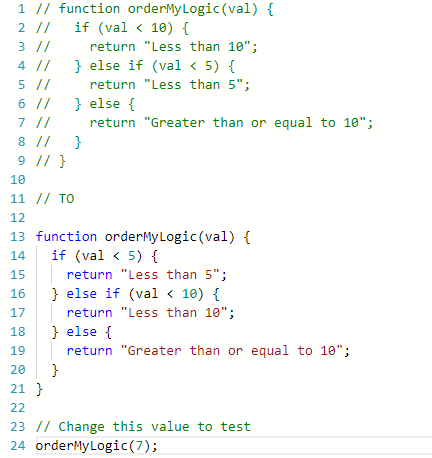 1 // function orderMyLogic(val) {
2 //   if (val < 10) {
3 //     return "Less than 10";
4 //   } else if (val < 5) {
5 //     return "Less than 5";
6 //   } else {
7 //     return "Greater than or equal to 10";
8 //   }
9 // }
10
11 // TO
12
13 function orderMyLogic(val) {
14   if (val < 5) {
15     return "Less than 5";
16   } else if (val < 10) {
17     return "Less than 10";
18   } else {
19     return "Greater than or equal to 10";
20   }
21 }
22
23 // Change this value to test
24 orderMyLogic(7);